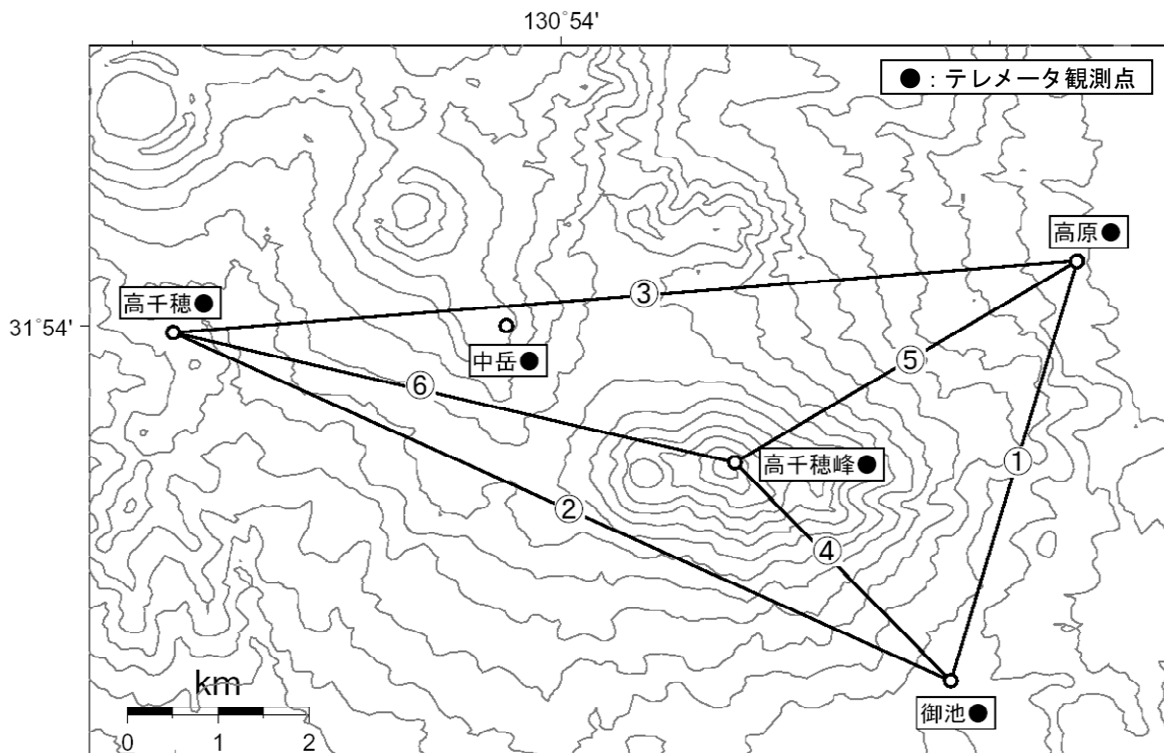 130°54'
●：テレメータ観測点
高原●
③
高千穂●
31°54'
中岳●
⑤
⑥
高千穂峰●
①
②
④
km
御池●
0 1 2